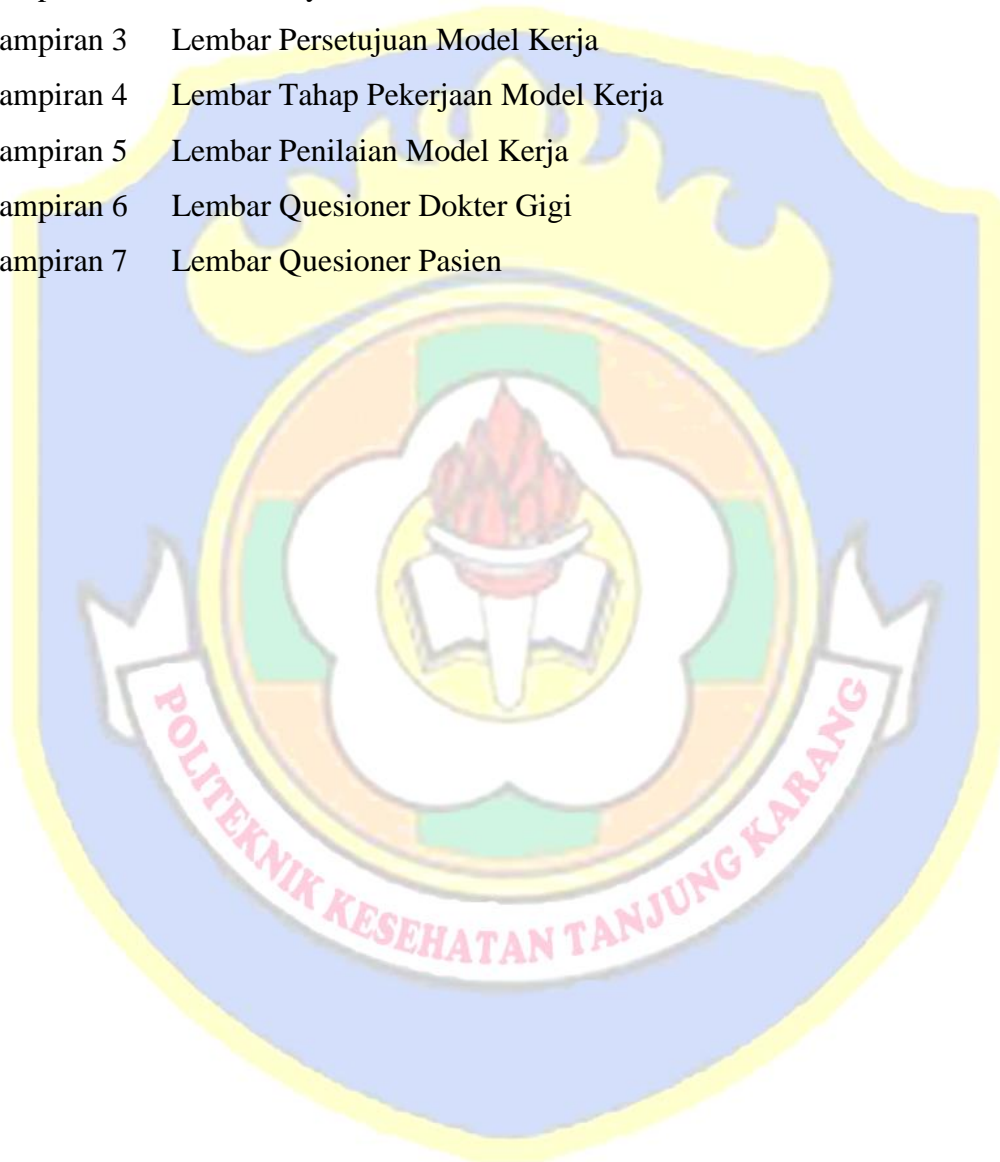 ampiran 3 Lembar Persetujuan Model Kerja
ampiran 4 Lembar Tahap Pekerjaan Model Kerja
ampiran 5 Lembar Penilaian Model Kerja
ampiran 6 Lembar Quesioner Dokter Gigi
ampiran 7 Lembar Quesioner Pasien
POLITEKNIK KESEHATAN TANJUNG KARANG